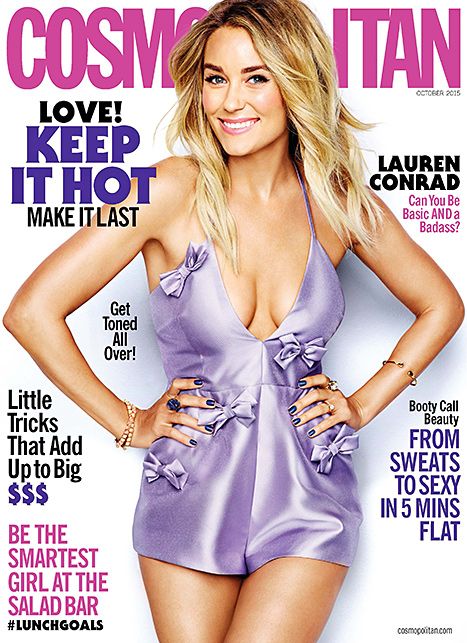 COSMOPOLITAN
OCTOBER 2015
LOVE!
KEEP
IT HOT
MAKE IT LAST
LAUREN
CONRAD
Can You Be
Basic AND a
Badass?
Get
Toned
All
Over!
Little
Tricks
That Add
Up to Big
$$$
Booty Call
Beauty
FROM
SWEATS
TO SEXY
IN 5 MINS
FLAT
BE THE
SMARTEST
GIRL AT THE
SALAD BAR
#LUNCHGOALS
cosmopolitan.com